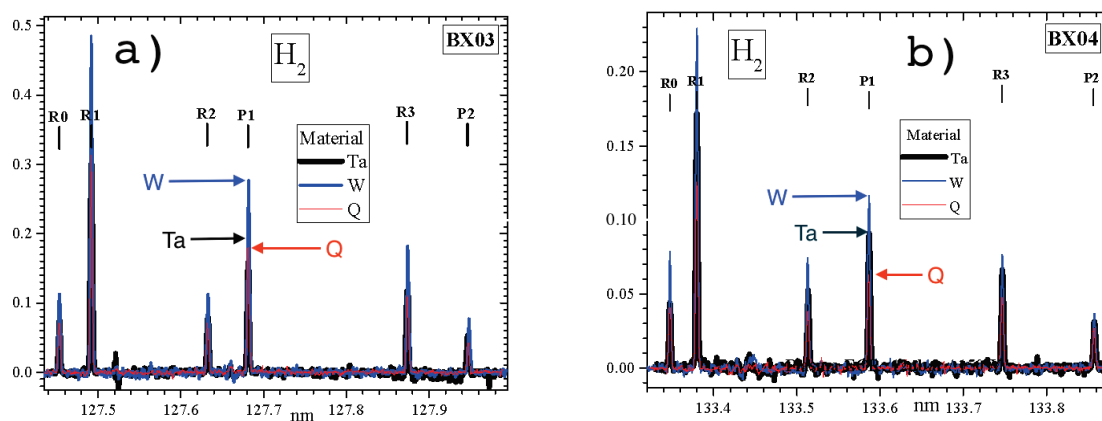 a)
H2
BX03
R0
R1
R2
P1
R3
P2
Material
Ta
W
Q
W
Ta
Q
0.5
0.4
0.3
0.2
0.1
0.0
127.5
127.6
127.7
127.8
127.9
nm
b)
H2
BX04
R0
R1
R2
P1
R3
P2
Material
Ta
W
Q
W
Ta
Q
0.20
0.15
0.10
0.05
0.00
133.4
133.5
133.6
133.7
133.8
nm